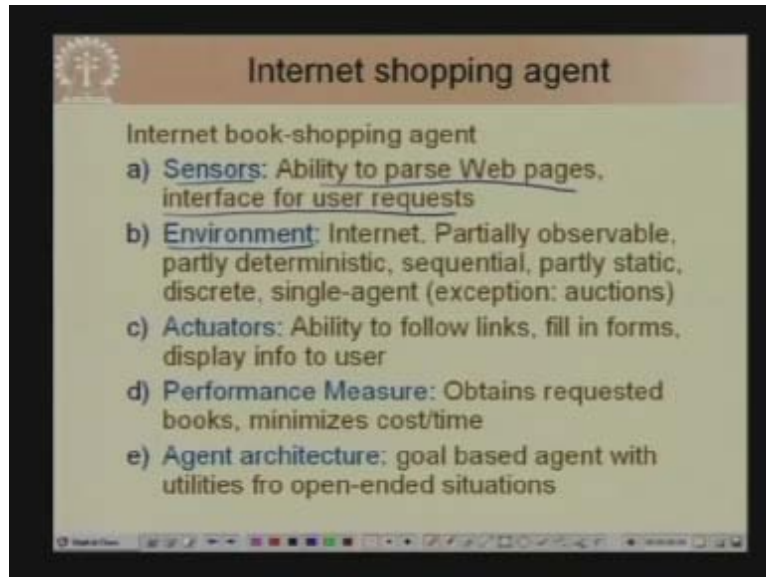 Internet shopping agent
Internet book-shopping agent
a) Sensors: Ability to parse Web pages,
interface for user requests
b) Environment: Internet. Partially observable,
partly deterministic, sequential, partly static,
discrete, single-agent (exception: auctions)
c) Actuators: Ability to follow links, fill in forms,
display info to user
d) Performance Measure: Obtains requested
books, minimizes cost/time
e) Agent architecture: goal based agent with
utilities fro open-ended situations